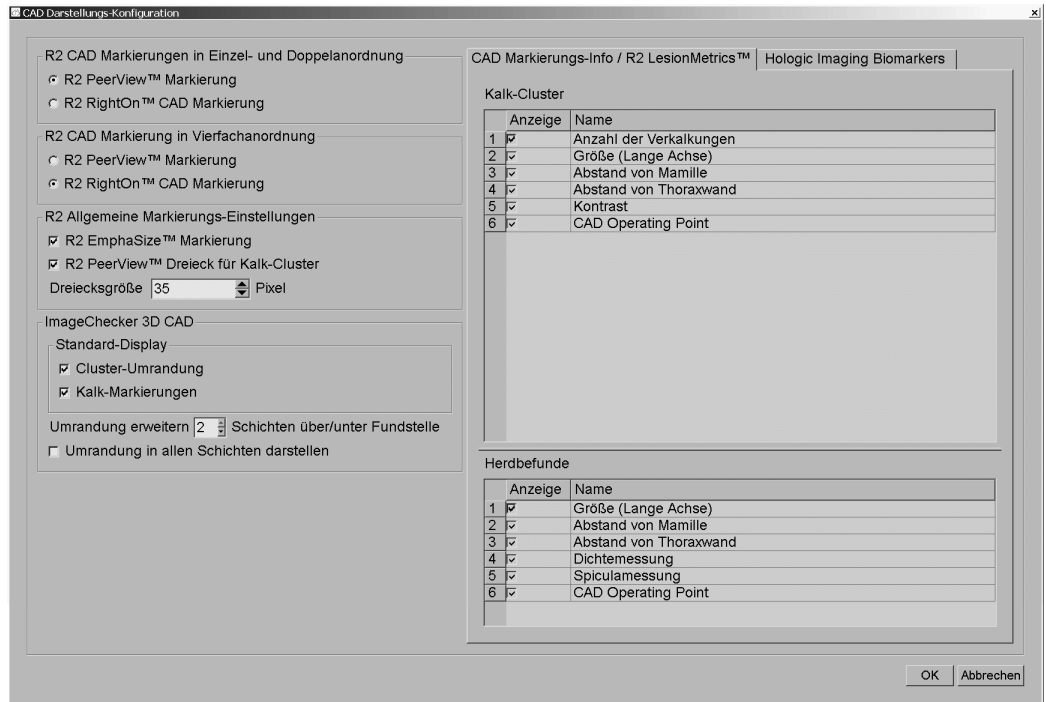 CAD Darstellungs-Konfiguration
R2 CAD Markierungen in Einzel- und Doppelanordnung
R2 PeerView™ Markierung
R2 RightOn™ CAD Markierung
R2 CAD Markierung in Vierfachanordnung
R2 PeerView™ Markierung
R2 RightOn™ CAD Markierung
R2 Allgemeine Markierungs-Einstellungen
R2 EmphaSize™ Markierung
R2 PeerView™ Dreieck für Kalk-Cluster
Dreiecksgröße 35 Pixel
ImageChecker 3D CAD
Standard-Display
Cluster-Umrandung
Kalk-Markierungen
Umrandung erweitern 2 Schichten über/unter Fundstelle
Umrandung in allen Schichten darstellen
CAD Markierungs-Info / R2 LesionMetrics™ Hologic Imaging Biomarkers
Kalk-Cluster
Anzeige Name
1 Anzahl der Verkalkungen
2 Größe (Lange Achse)
3 Abstand von Mamille
4 Abstand von Thoraxwand
5 Kontrast
6 CAD Operating Point
Herdbefunde
Anzeige Name
1 Größe (Lange Achse)
2 Abstand von Mamille
3 Abstand von Thoraxwand
4 Dichtemessung
5 Spiculamessung
6 CAD Operating Point
OK Abbrechen